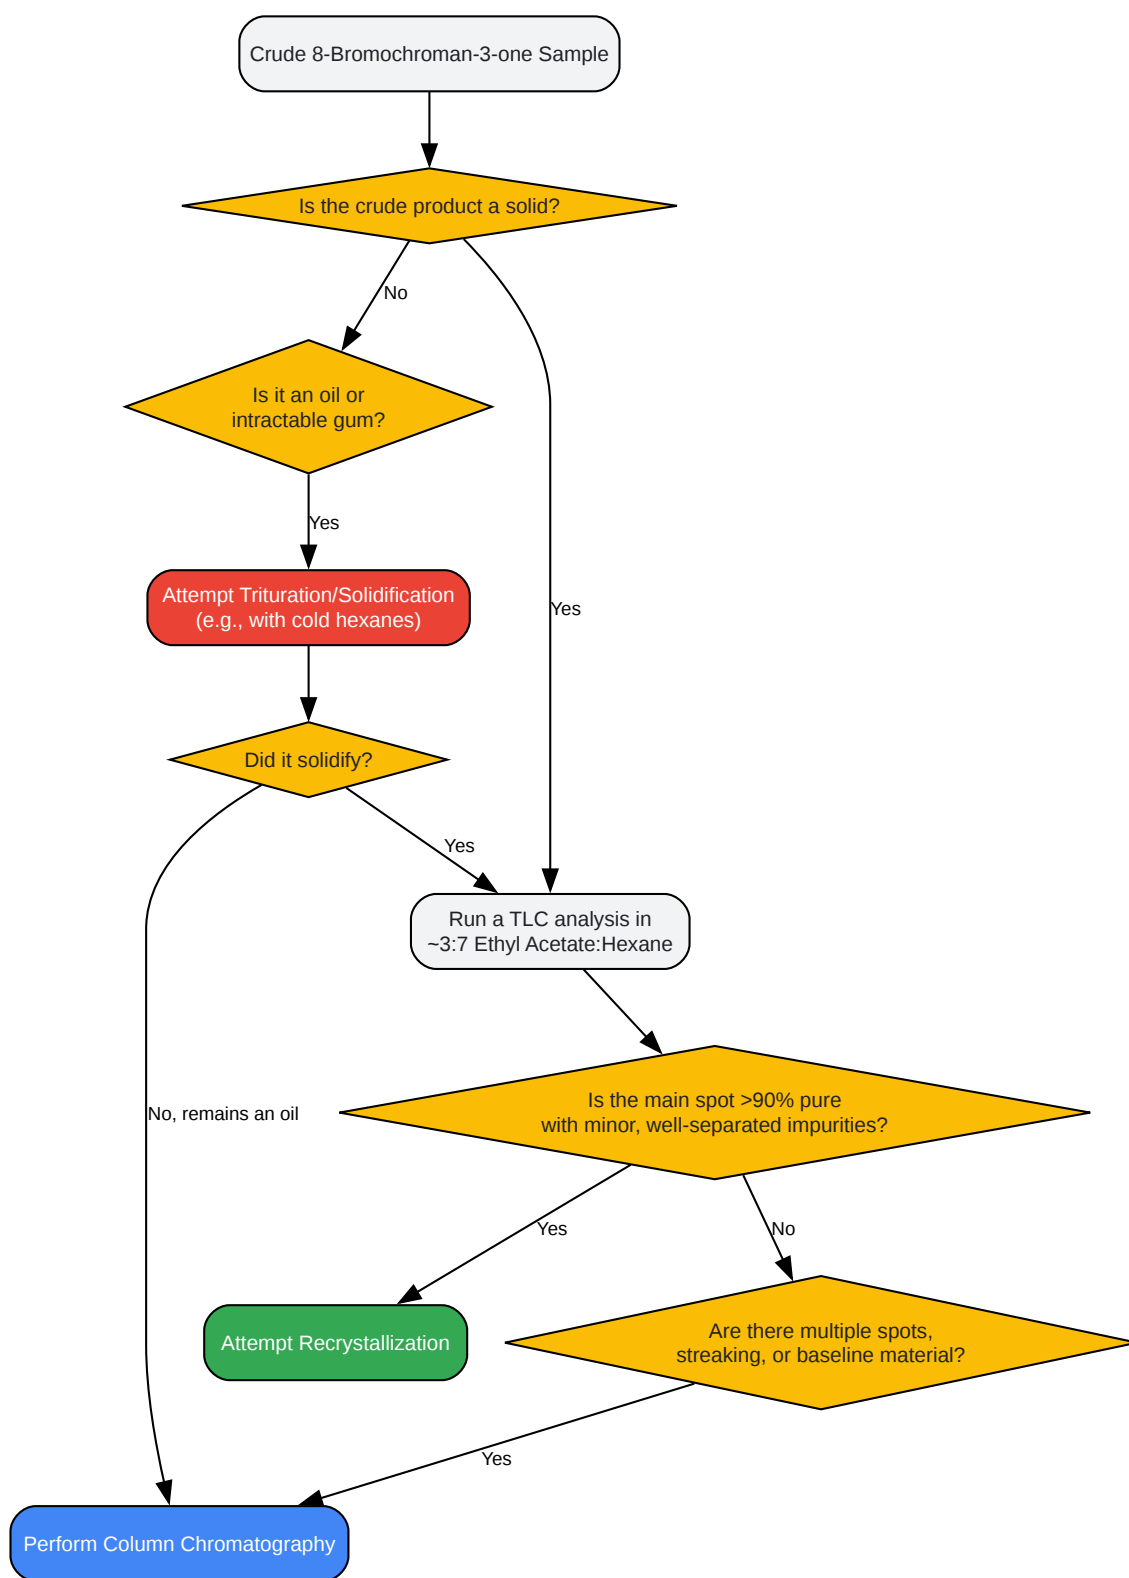 Crude 8-Bromochroman-3-one Sample
Is the crude product a solid?
No
Is it an oil or
intractable gum?
Yes
Attempt Trituration/Solidification
(e.g., with cold hexanes)
Yes
Did it solidify?
Yes
Run a TLC analysis in
~3:7 Ethyl Acetate:Hexane
Is the main spot >90% pure
with minor, well-separated impurities?
No, remains an oil
Yes
No
Attempt Recrystallization
Are there multiple spots,
streaking, or baseline material?
Yes
Perform Column Chromatography